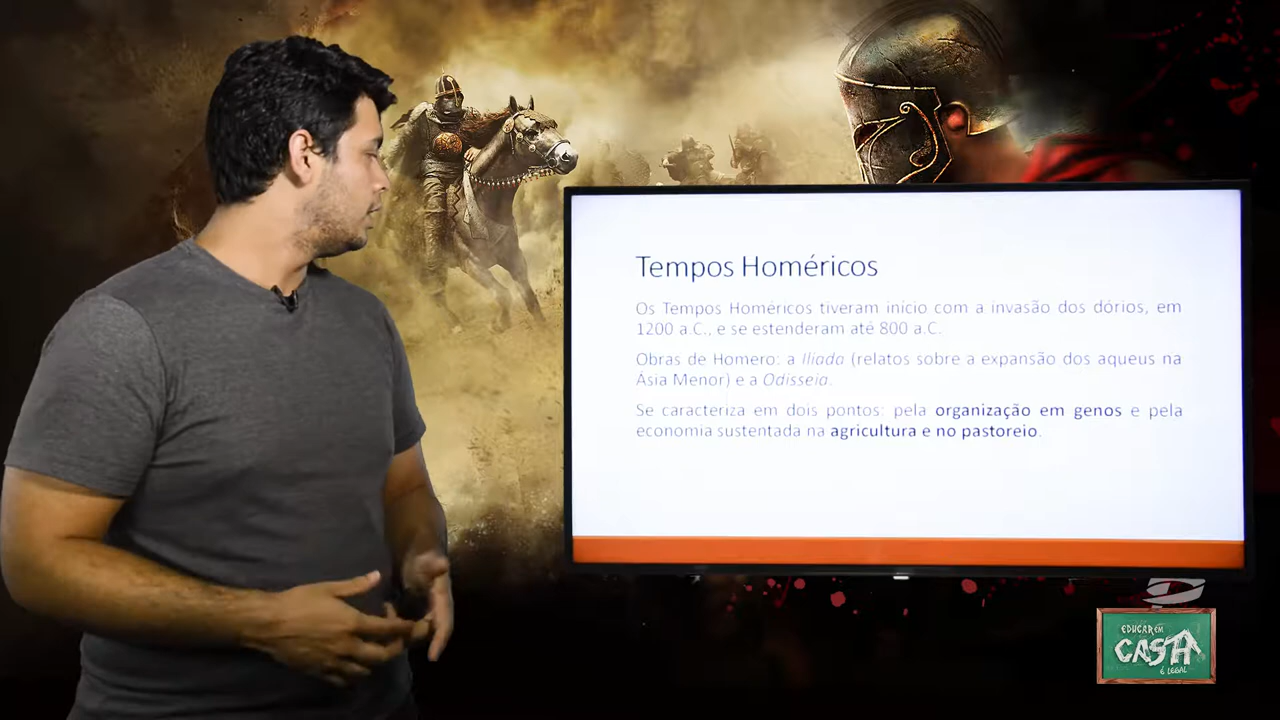 Tempos Homéricos
Os Tempos Homéricos tiveram início com a invasão dos dórios, em
1200 a.C., e se estenderam até 800 a.C.
Obras de Homero: a Ilíada (relatos sobre a expansão dos aqueus na
Ásia Menor) e a Odisseia.
Se caracteriza em dois pontos: pela organização em genos e pela
economia sustentada na agricultura e no pastoreio.
EDUCAR EM
CASA
É LEGAL